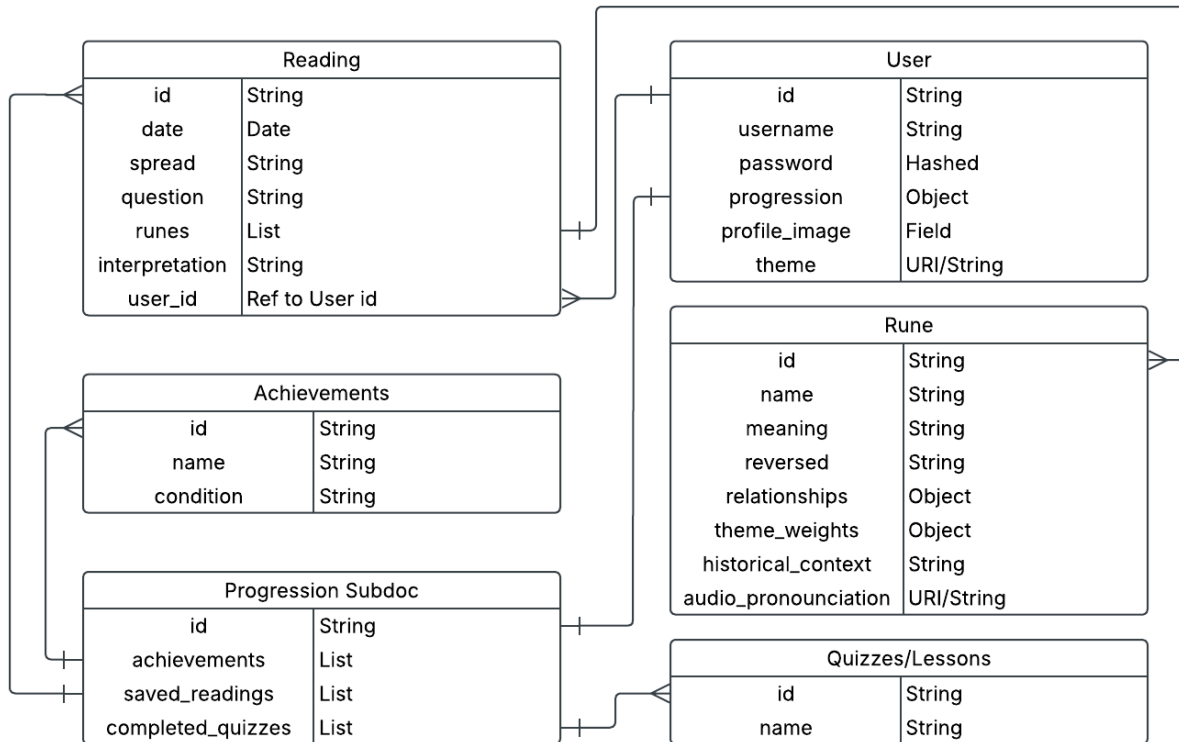 Reading
id String
date Date
spread String
question String
runes List
interpretation String
user_id Ref to User id
User
id String
username String
password Hashed
progression Object
profile_image Field
theme URI/String
Rune
id String
name String
meaning String
reversed String
relationships Object
theme_weights Object
historical_context String
audio_pronounciation URI/String
Achievements
id String
name String
condition String
Progression Subdoc
id String
achievements List
saved_readings List
completed_quizzes List
Quizzes/Lessons
id String
name String